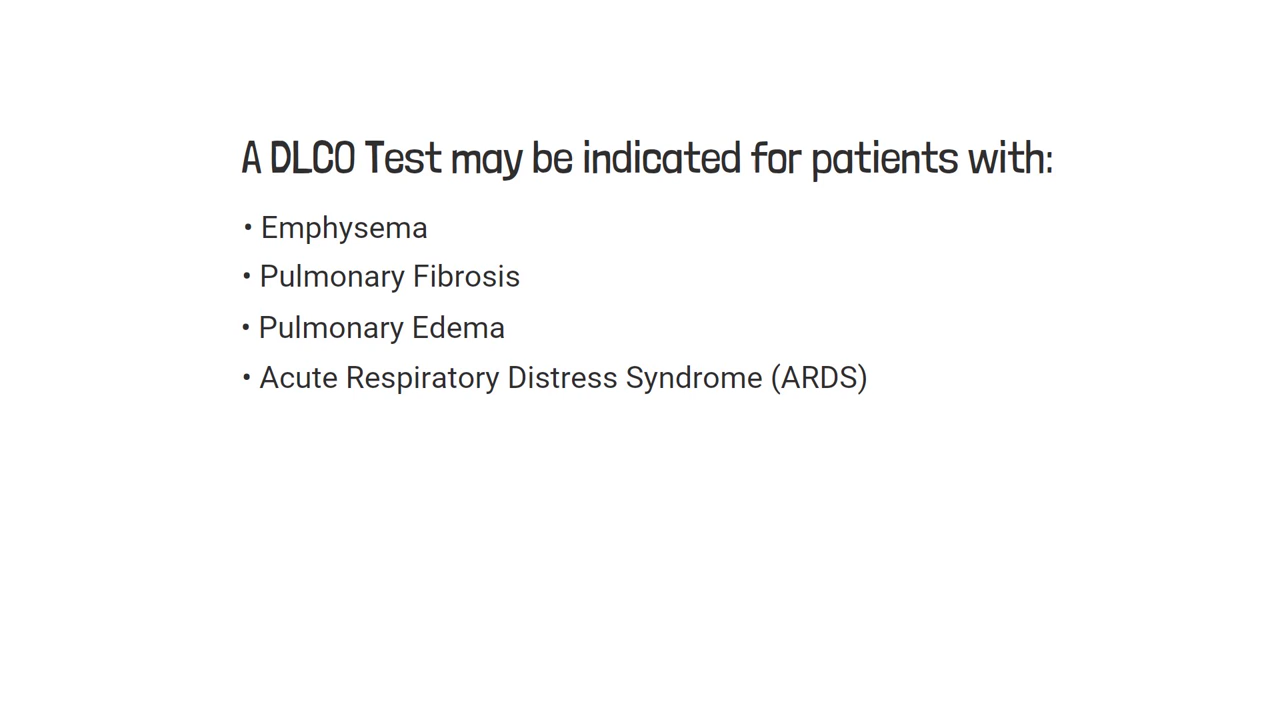 A DLCO Test may be indicated for patients with:
• Emphysema
• Pulmonary Fibrosis
• Pulmonary Edema
• Acute Respiratory Distress Syndrome (ARDS)